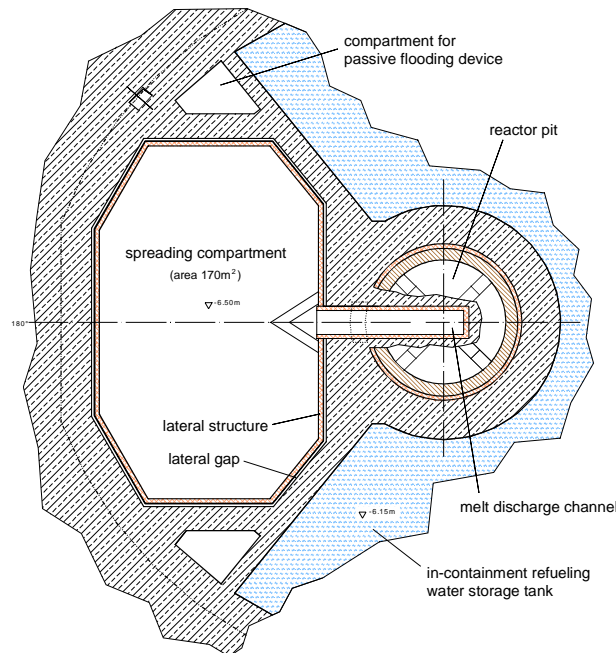 compartment for
passive flooding device
reactor pit
spreading compartment
(area 170m²)
-6.50m
180°
lateral structure
lateral gap
melt discharge channel
-6.15m
in-containment refueling
water storage tank